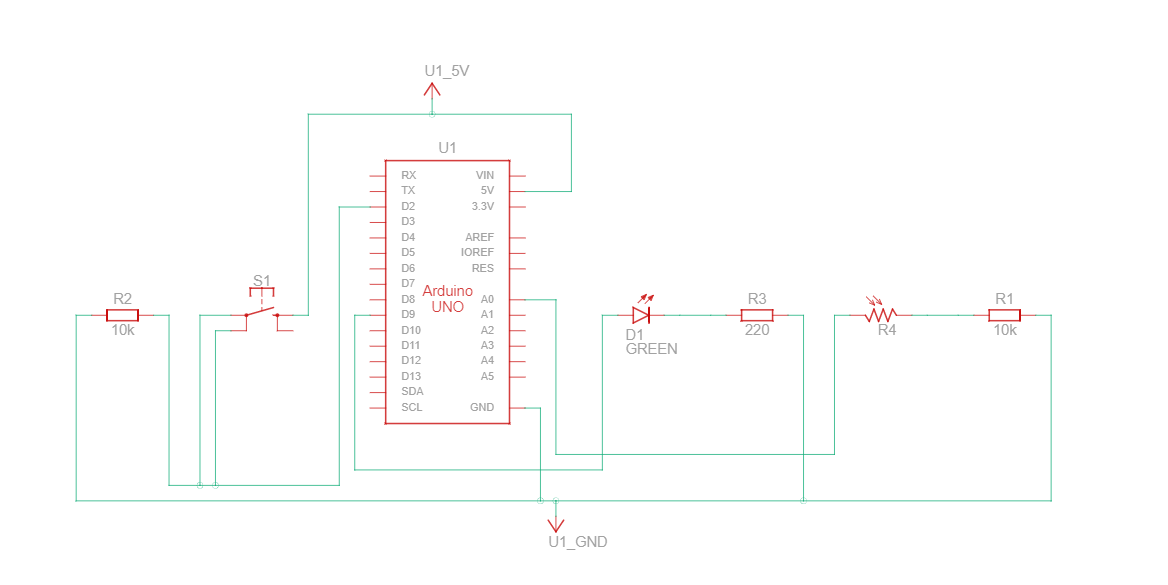 U1_5V
U1
RX
VIN
TX
5V
D2
3.3V
D3
D4
AREF
D5
IOREF
D6
RES
D7
Arduino
UNO
D8
A0
D9
A1
D10
A2
D11
A3
D12
A4
D13
A5
SDA
SCL
GND
S1
R2
10k
D1
GREEN
R3
220
R4
R1
10k
U1_GND